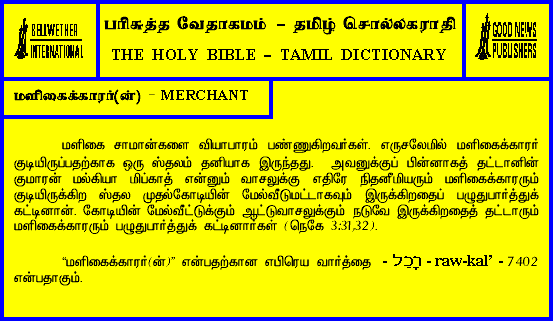 BELLWETHER
INTERNATIONAL
பரிசுத்த வேதாகமம் – தமிழ் சொல்லகராதி
THE HOLY BIBLE – TAMIL DICTIONARY
GOOD NEWS
PUBLISHERS
மளிகைக்காரர்(ன்) – MERCHANT
மளிகை சாமான்களை வியாபாரம் பண்ணுகிறவர்கள். எருசலேமில் மளிகைக்காரர்
குடியிருப்பதற்காக ஒரு ஸ்தலம் தனியாக இருந்தது. அவனுக்குப் பின்னாகத் தட்டானின்
குமாரன் மல்கியா மிப்காத் என்னும் வாசலுக்கு எதிரே நிதனீமியரும் மளிகைக்காரரும்
குடியிருக்கிற ஸ்தல முதல்கோடியின் மேல்வீடுமட்டாகவும் இருக்கிறதைப் பழுதுபார்த்துக்
கட்டினான். கோடியின் மேல்வீட்டுக்கும் ஆட்டுவாசலுக்கும் நடுவே இருக்கிறதைத் தட்டாரும்
மளிகைக்காரரும் பழுதுபார்த்துக் கட்டினார்கள் (நெகே 3:31,32).
“மளிகைக்காரர்(ன்)” என்பதற்கான எபிரெய வார்த்தை - רָכַל - raw-kal’ - 7402
என்பதாகும்.